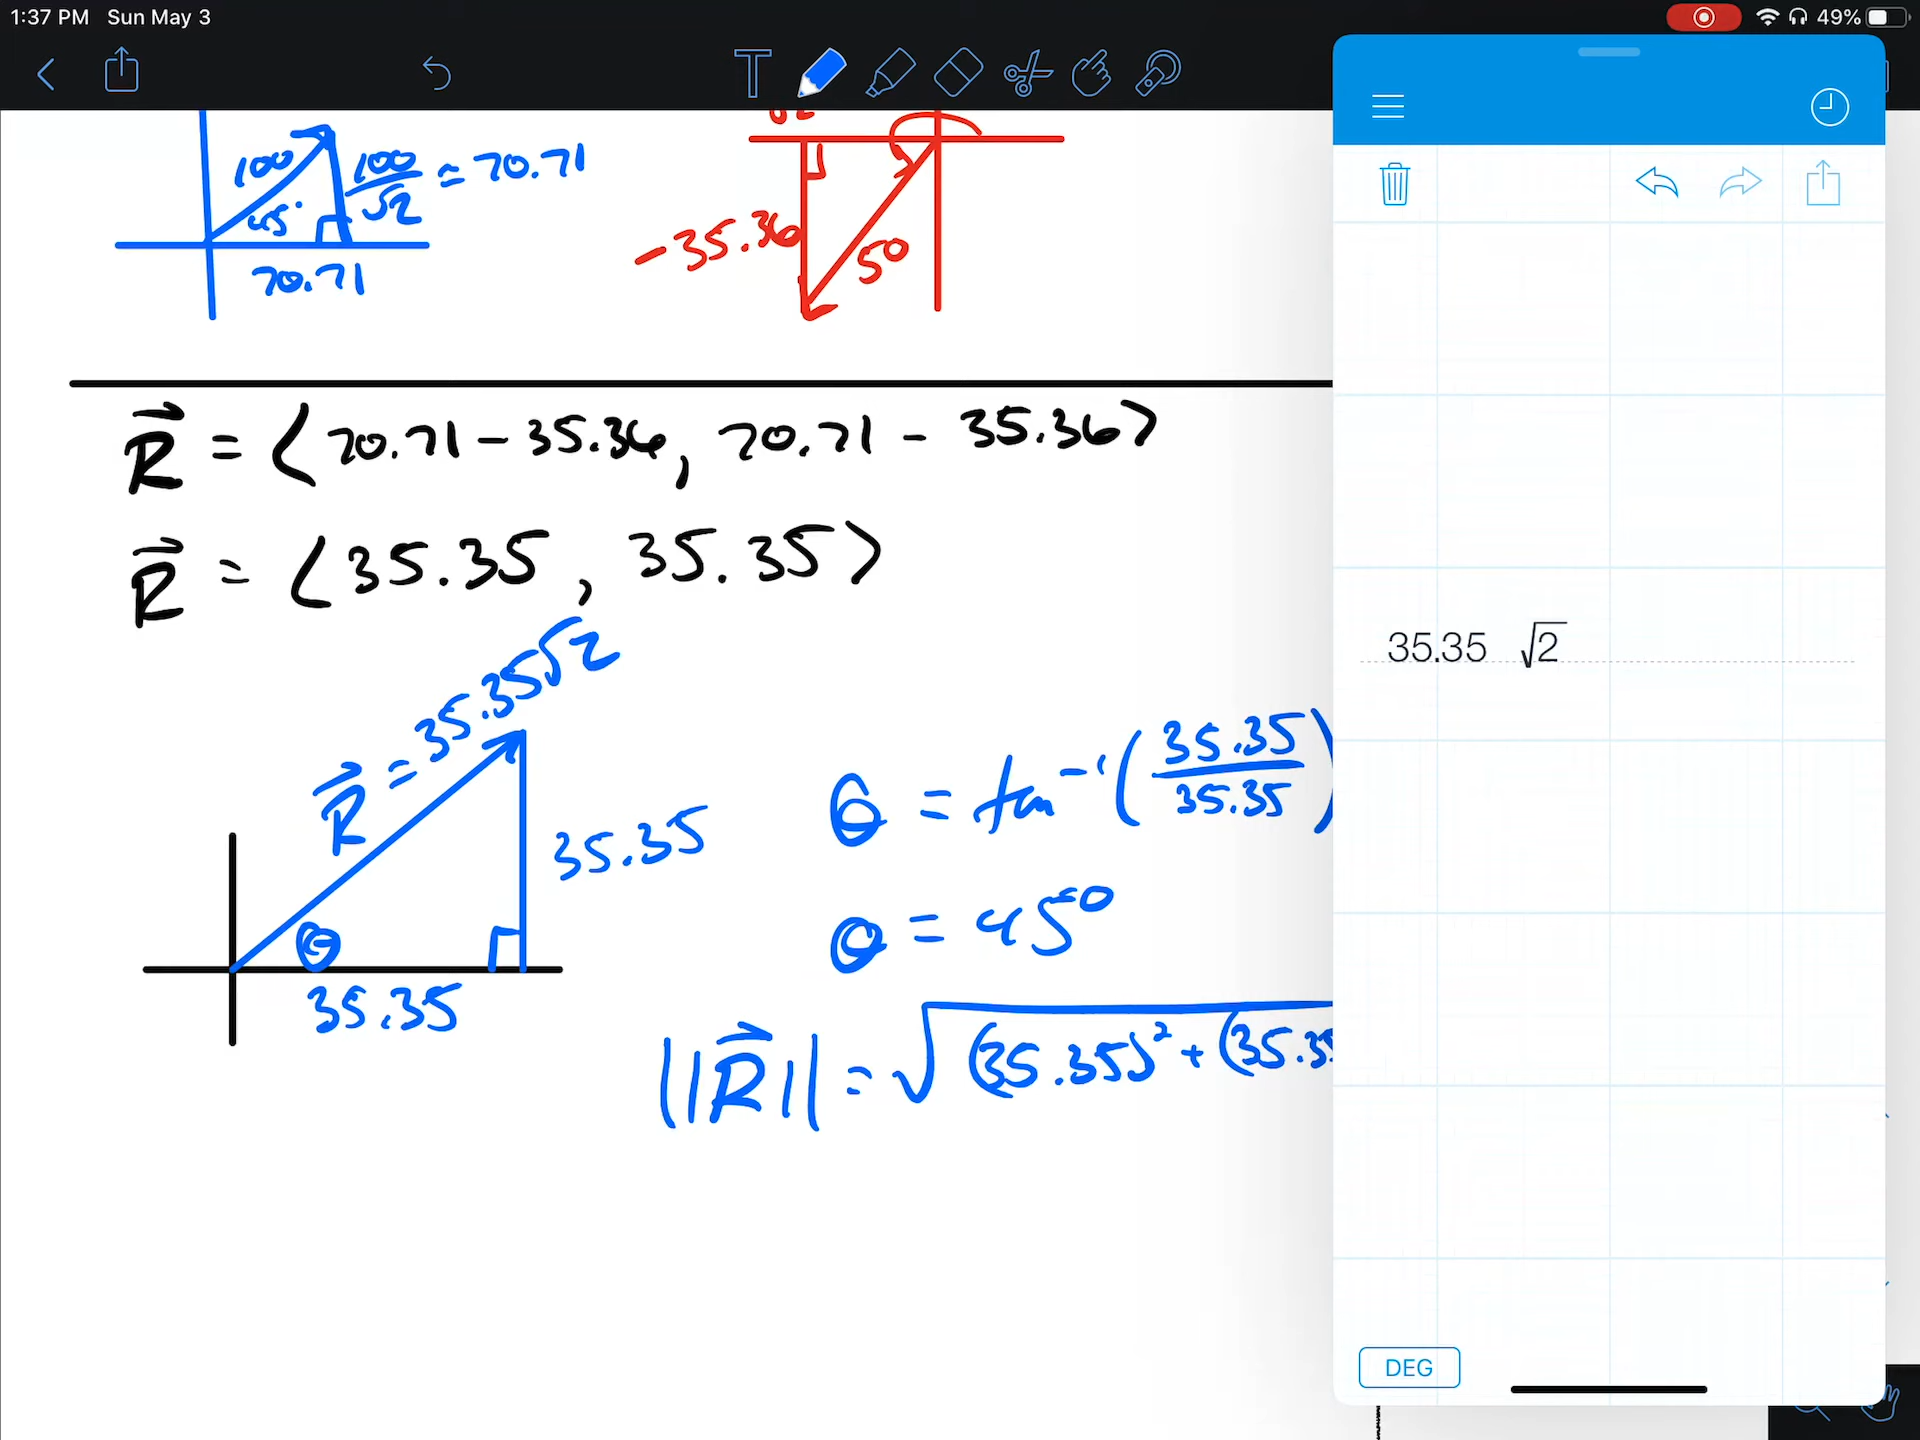 1:37 PM Sun May 3
49%
T
100
45°
100/√2 = 70.71
70.71
-35.36
50
R⃗ = ⟨70.71 - 35.36, 70.71 - 35.36⟩
R⃗ = ⟨35.35, 35.35⟩
R⃗ = 35.35√2
35.35
θ
35.35
θ = tan⁻¹(35.35/35.35)
θ = 45°
||R⃗|| = √(35.35)² + (35.35
35.35 √2
DEG